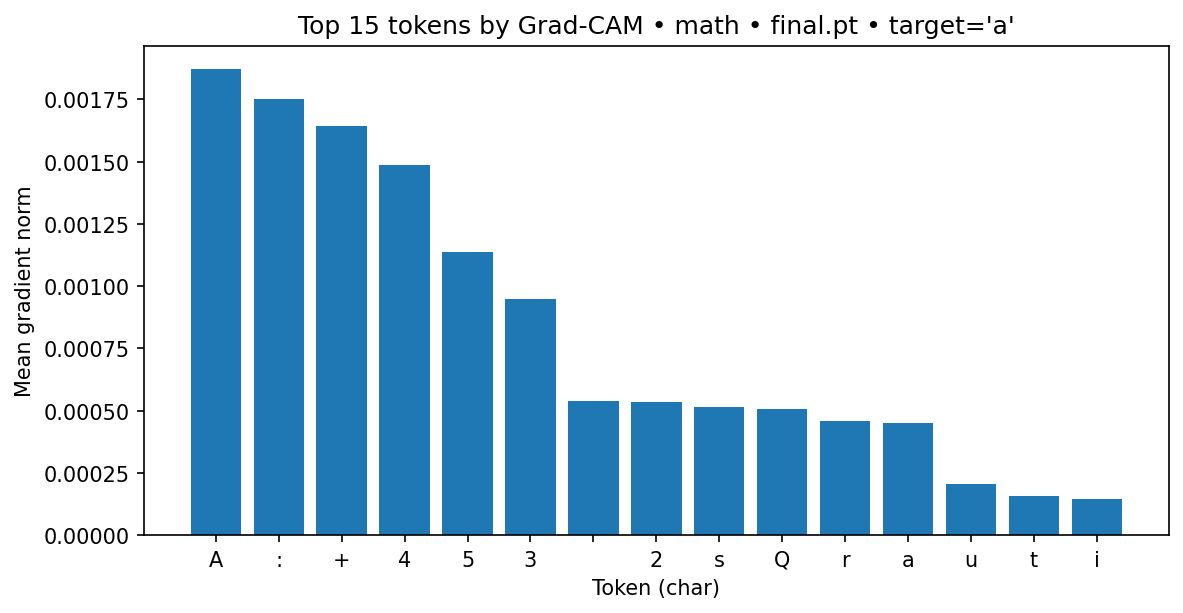 Top 15 tokens by Grad-CAM • math • final.pt • target='a'
Mean gradient norm
0.00175
0.00150
0.00125
0.00100
0.00075
0.00050
0.00025
0.00000
A : + 4 5 3 2 s Q r a u t i
Token (char)